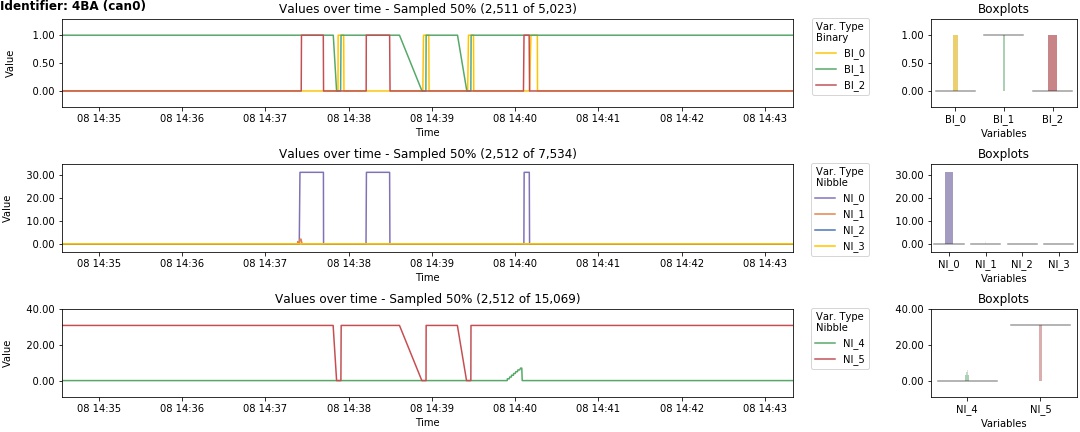 Identifier: 4BA (can0)
Values over time - Sampled 50% (2,511 of 5,023)
Boxplots
Value
1.00
0.50
0.00
08 14:35 08 14:36 08 14:37 08 14:38 08 14:39 08 14:40 08 14:41 08 14:42 08 14:43
Time
Var. Type
Binary
BI_0
BI_1
BI_2
1.00
0.50
0.00
BI_0 BI_1 BI_2
Variables
Values over time - Sampled 50% (2,512 of 7,534)
Boxplots
Value
30.00
20.00
10.00
0.00
08 14:35 08 14:36 08 14:37 08 14:38 08 14:39 08 14:40 08 14:41 08 14:42 08 14:43
Time
Var. Type
Nibble
NI_0
NI_1
NI_2
NI_3
30.00
20.00
10.00
0.00
NI_0 NI_1 NI_2 NI_3
Variables
Values over time - Sampled 50% (2,512 of 15,069)
Boxplots
Value
40.00
20.00
0.00
08 14:35 08 14:36 08 14:37 08 14:38 08 14:39 08 14:40 08 14:41 08 14:42 08 14:43
Time
Var. Type
Nibble
NI_4
NI_5
40.00
20.00
0.00
NI_4 NI_5
Variables